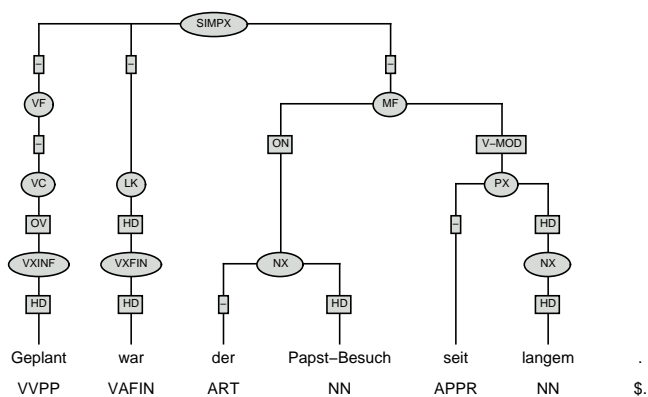 SIMPX
– – –
VF MF
– ON V–MOD
VC LK PX
OV HD – HD
VXINF VXFIN NX NX
HD HD – HD HD
Geplant war der Papst–Besuch seit langem .
VVPP VAFIN ART NN APPR NN $.